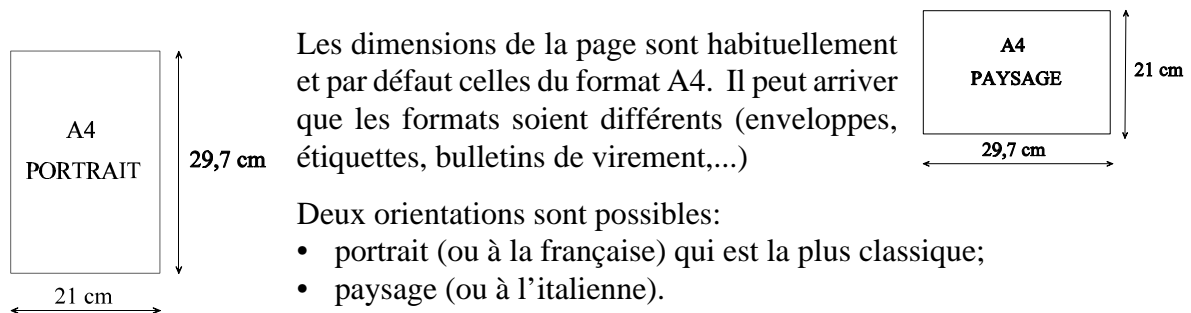 A4
PORTRAIT
29,7 cm
21 cm
Les dimensions de la page sont habituellement
et par défaut celles du format A4. Il peut arriver
que les formats soient différents (enveloppes,
étiquettes, bulletins de virement,...)
Deux orientations sont possibles:
• portrait (ou à la française) qui est la plus classique;
• paysage (ou à l’italienne).
A4
PAYSAGE
21 cm
29,7 cm